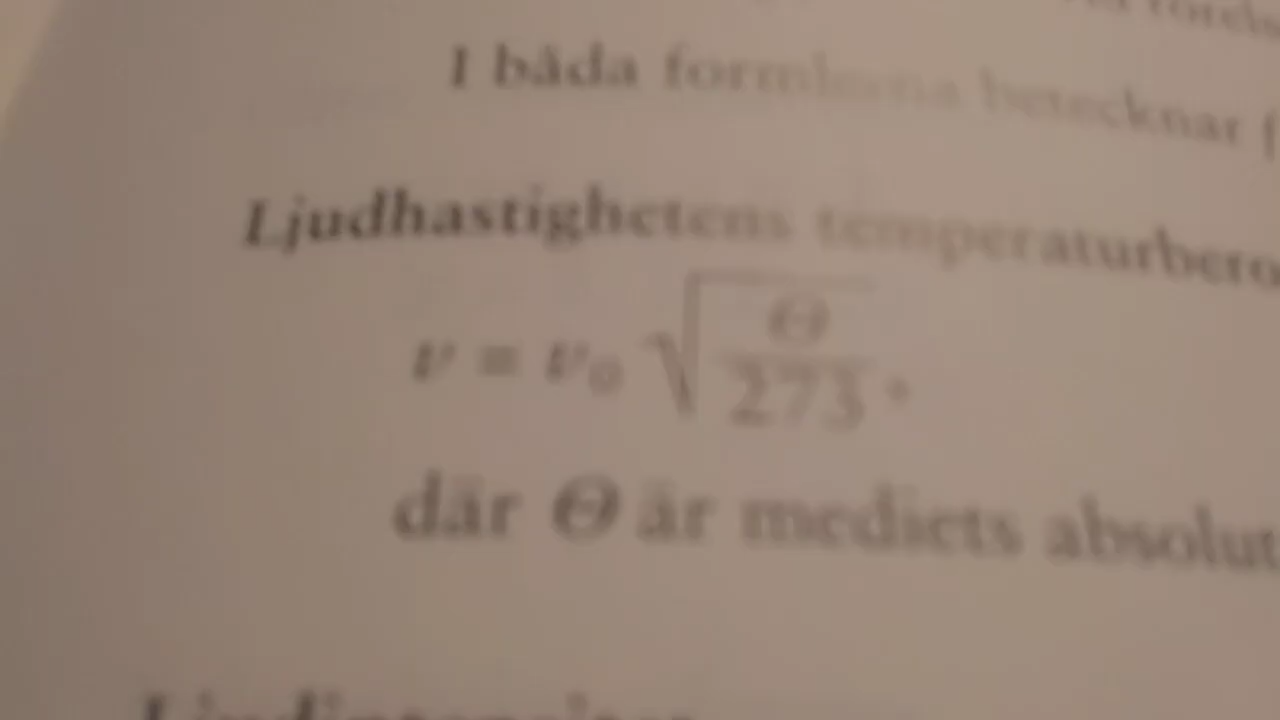 I båda formlerna betecknar f
Ljudhastighetens temperaturbero
v = v₀ √(Θ/273) ,
där Θ är mediets absolut